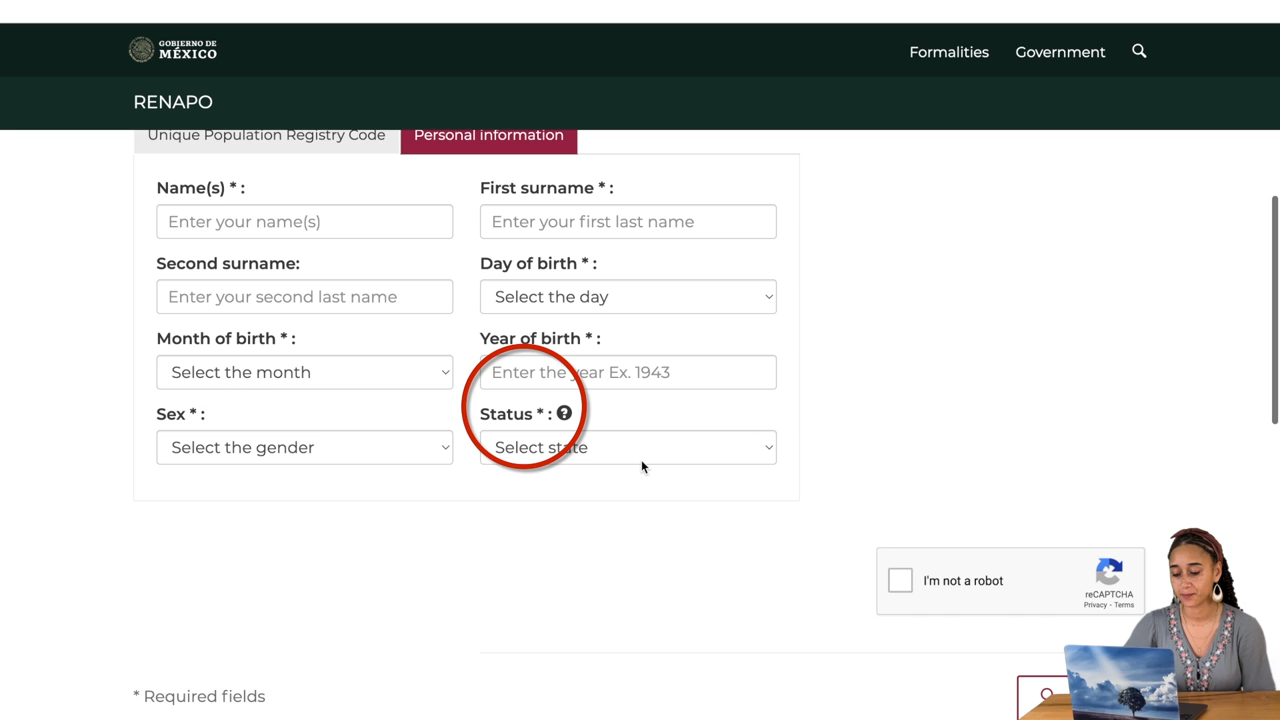 GOBIERNO DE
MÉXICO
Formalities
Government
RENAPO
Unique Population Registry Code
Personal information
Name(s) * :
First surname * :
Enter your name(s)
Enter your first last name
Second surname:
Day of birth * :
Enter your second last name
Select the day
Month of birth * :
Year of birth * :
Select the month
Enter the year Ex. 1943
Sex * :
Status * : ?
Select the gender
Select state
I'm not a robot
reCAPTCHA
Privacy - Terms
* Required fields